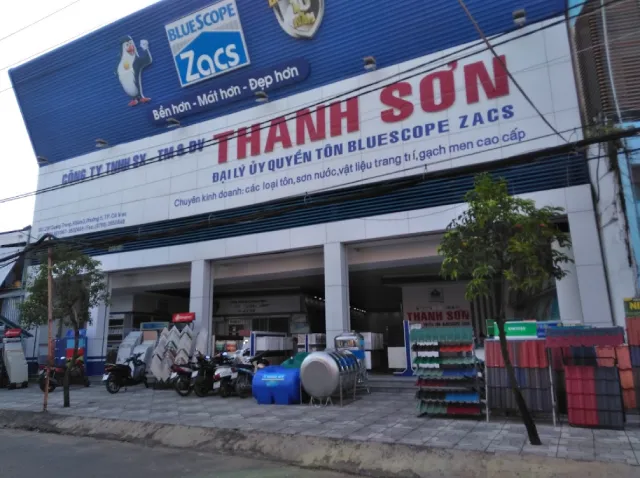 BLUESCOPE
Zacs
Bền hơn - Mát hơn - Đẹp hơn
CÔNG TY TNHH SX - TM & DV
THANH SƠN
ĐẠI LÝ ỦY QUYỀN TÔN BLUESCOPE ZACS
Chuyên kinh doanh: các loại tôn, sơn nước, vật liệu trang trí, gạch men cao cấp
THANH SƠN